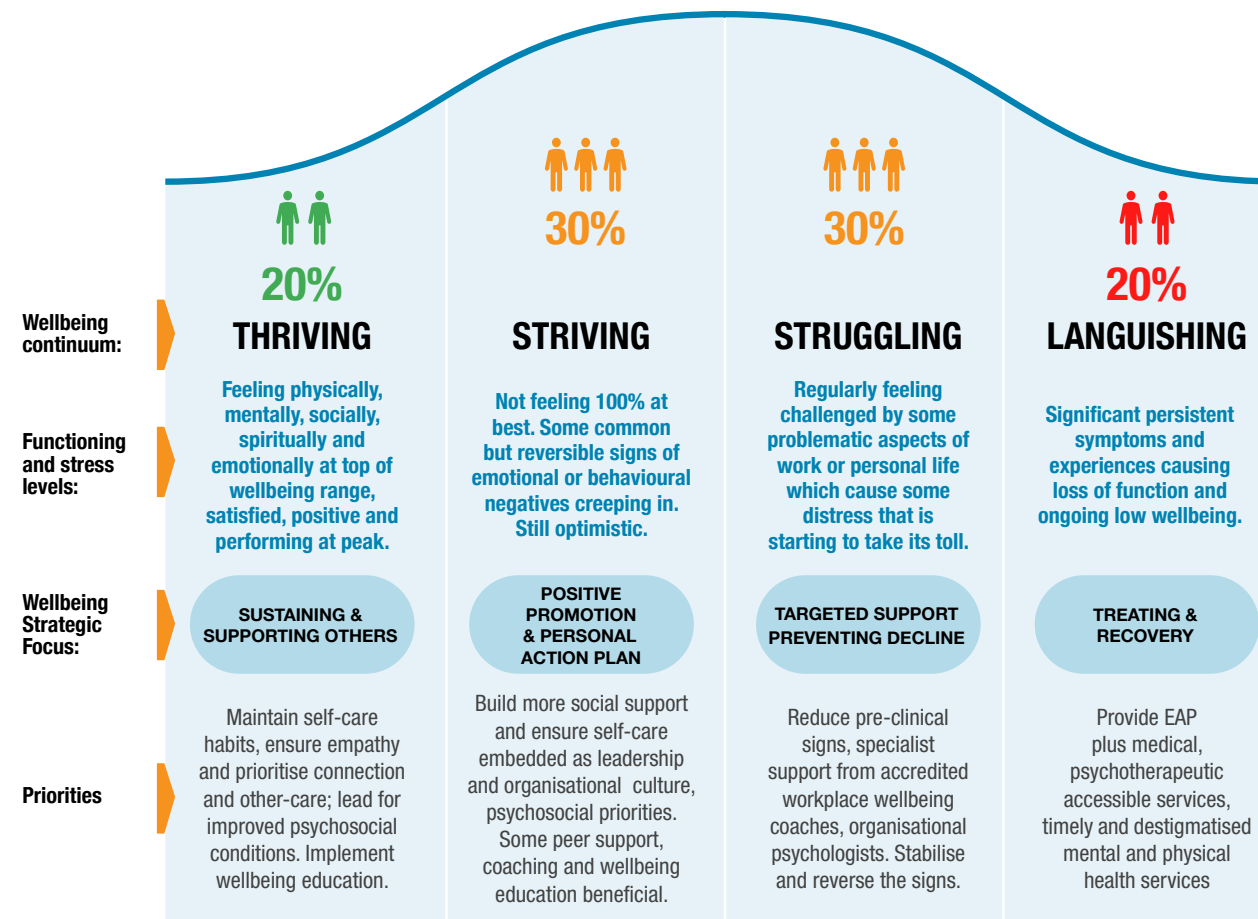 20%
30%
30%
20%
Wellbeing
continuum:
THRIVING
STRIVING
STRUGGLING
LANGUISHING
Functioning
and stress
levels:
Feeling physically,
mentally, socially,
spiritually and
emotionally at top of
wellbeing range,
satisfied, positive and
performing at peak.
Not feeling 100% at
best. Some common
but reversible signs of
emotional or behavioural
negatives creeping in.
Still optimistic.
Regularly feeling
challenged by some
problematic aspects of
work or personal life
which cause some
distress that is
starting to take its toll.
Significant persistent
symptoms and
experiences causing
loss of function and
ongoing low wellbeing.
Wellbeing
Strategic
Focus:
SUSTAINING &
SUPPORTING OTHERS
POSITIVE
PROMOTION
& PERSONAL
ACTION PLAN
TARGETED SUPPORT
PREVENTING DECLINE
TREATING &
RECOVERY
Priorities
Maintain self-care
habits, ensure empathy
and prioritise connection
and other-care; lead for
improved psychosocial
conditions. Implement
wellbeing education.
Build more social support
and ensure self-care
embedded as leadership
and organisational culture,
psychosocial priorities.
Some peer support,
coaching and wellbeing
education beneficial.
Reduce pre-clinical
signs, specialist
support from accredited
workplace wellbeing
coaches, organisational
psychologists. Stabilise
and reverse the signs.
Provide EAP
plus medical,
psychotherapeutic
accessible services,
timely and destigmatised
mental and physical
health services